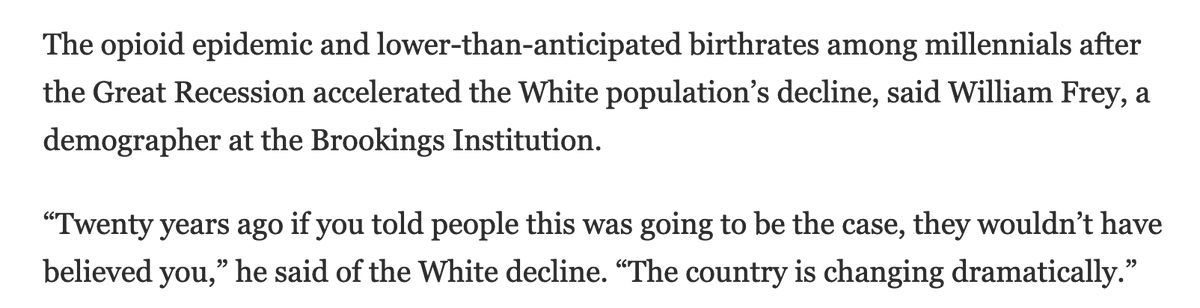 The opioid epidemic and lower-than-anticipated birthrates among millennials after
the Great Recession accelerated the White population’s decline, said William Frey, a
demographer at the Brookings Institution.
“Twenty years ago if you told people this was going to be the case, they wouldn’t have
believed you,” he said of the White decline. “The country is changing dramatically.”